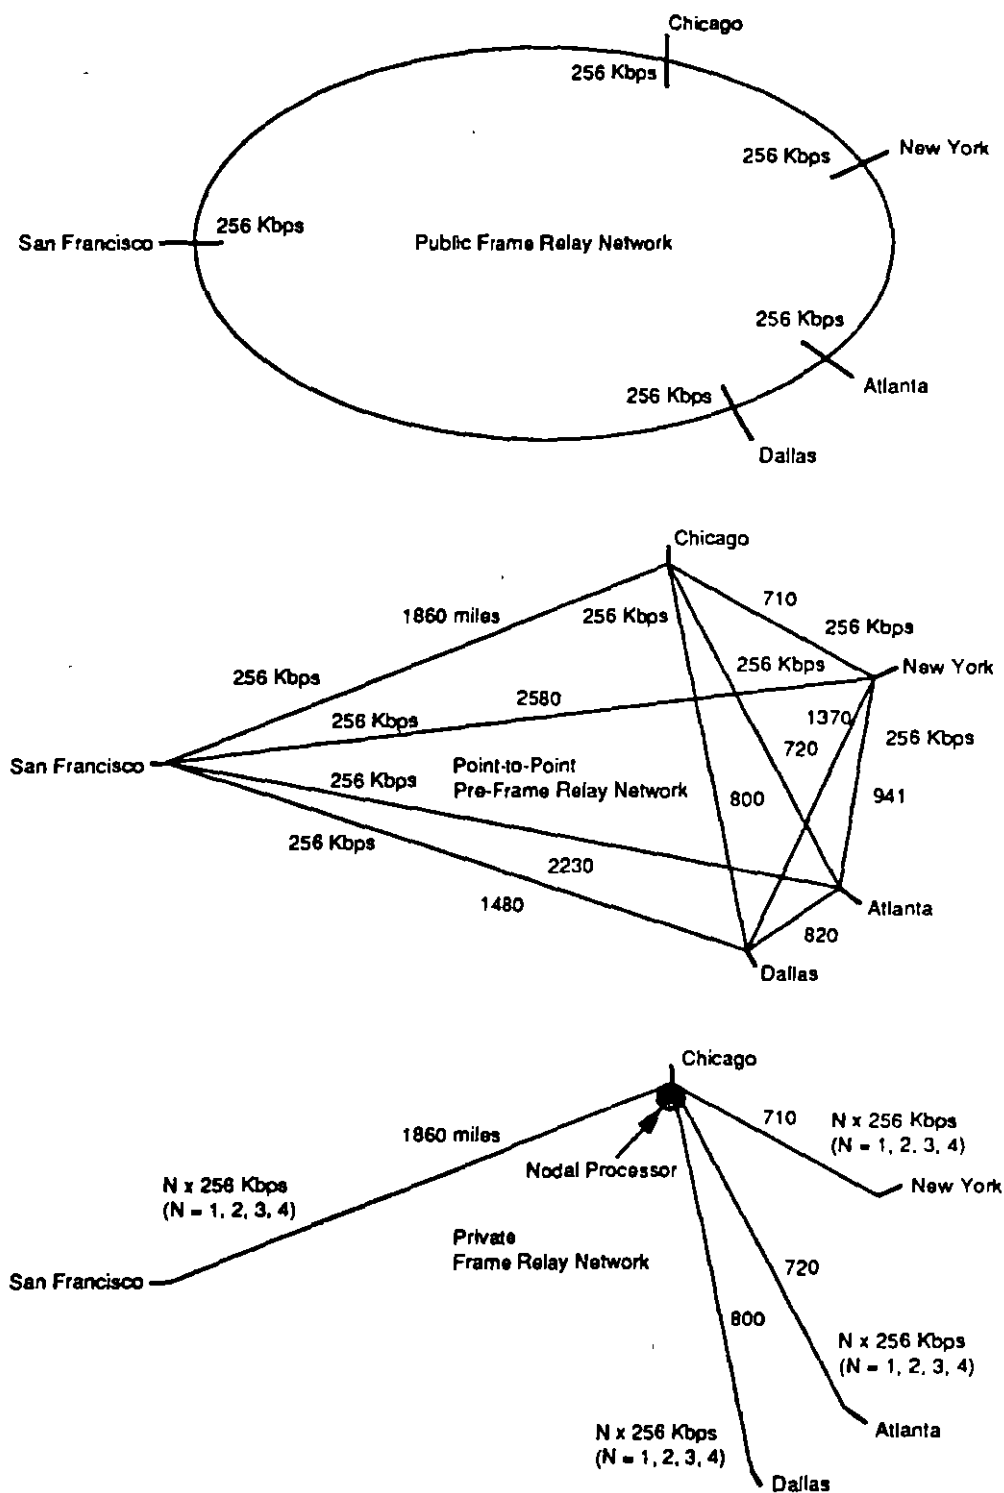 Chicago
256 Kbps
256 Kbps
New York
256 Kbps
San Francisco
Public Frame Relay Network
256 Kbps
Atlanta
256 Kbps
Dallas
Chicago
710
1860 miles
256 Kbps
256 Kbps
256 Kbps
New York
256 Kbps
2580
256 Kbps
1370
256 Kbps
720
San Francisco
Point-to-Point
Pre-Frame Relay Network
256 Kbps
800
941
256 Kbps
2230
1480
Atlanta
820
Dallas
Chicago
710
N x 256 Kbps
(N = 1, 2, 3, 4)
1860 miles
Nodal Processor
New York
N x 256 Kbps
(N = 1, 2, 3, 4)
Private
Frame Relay Network
San Francisco
720
800
N x 256 Kbps
(N = 1, 2, 3, 4)
Atlanta
N x 256 Kbps
(N = 1, 2, 3, 4)
Dallas